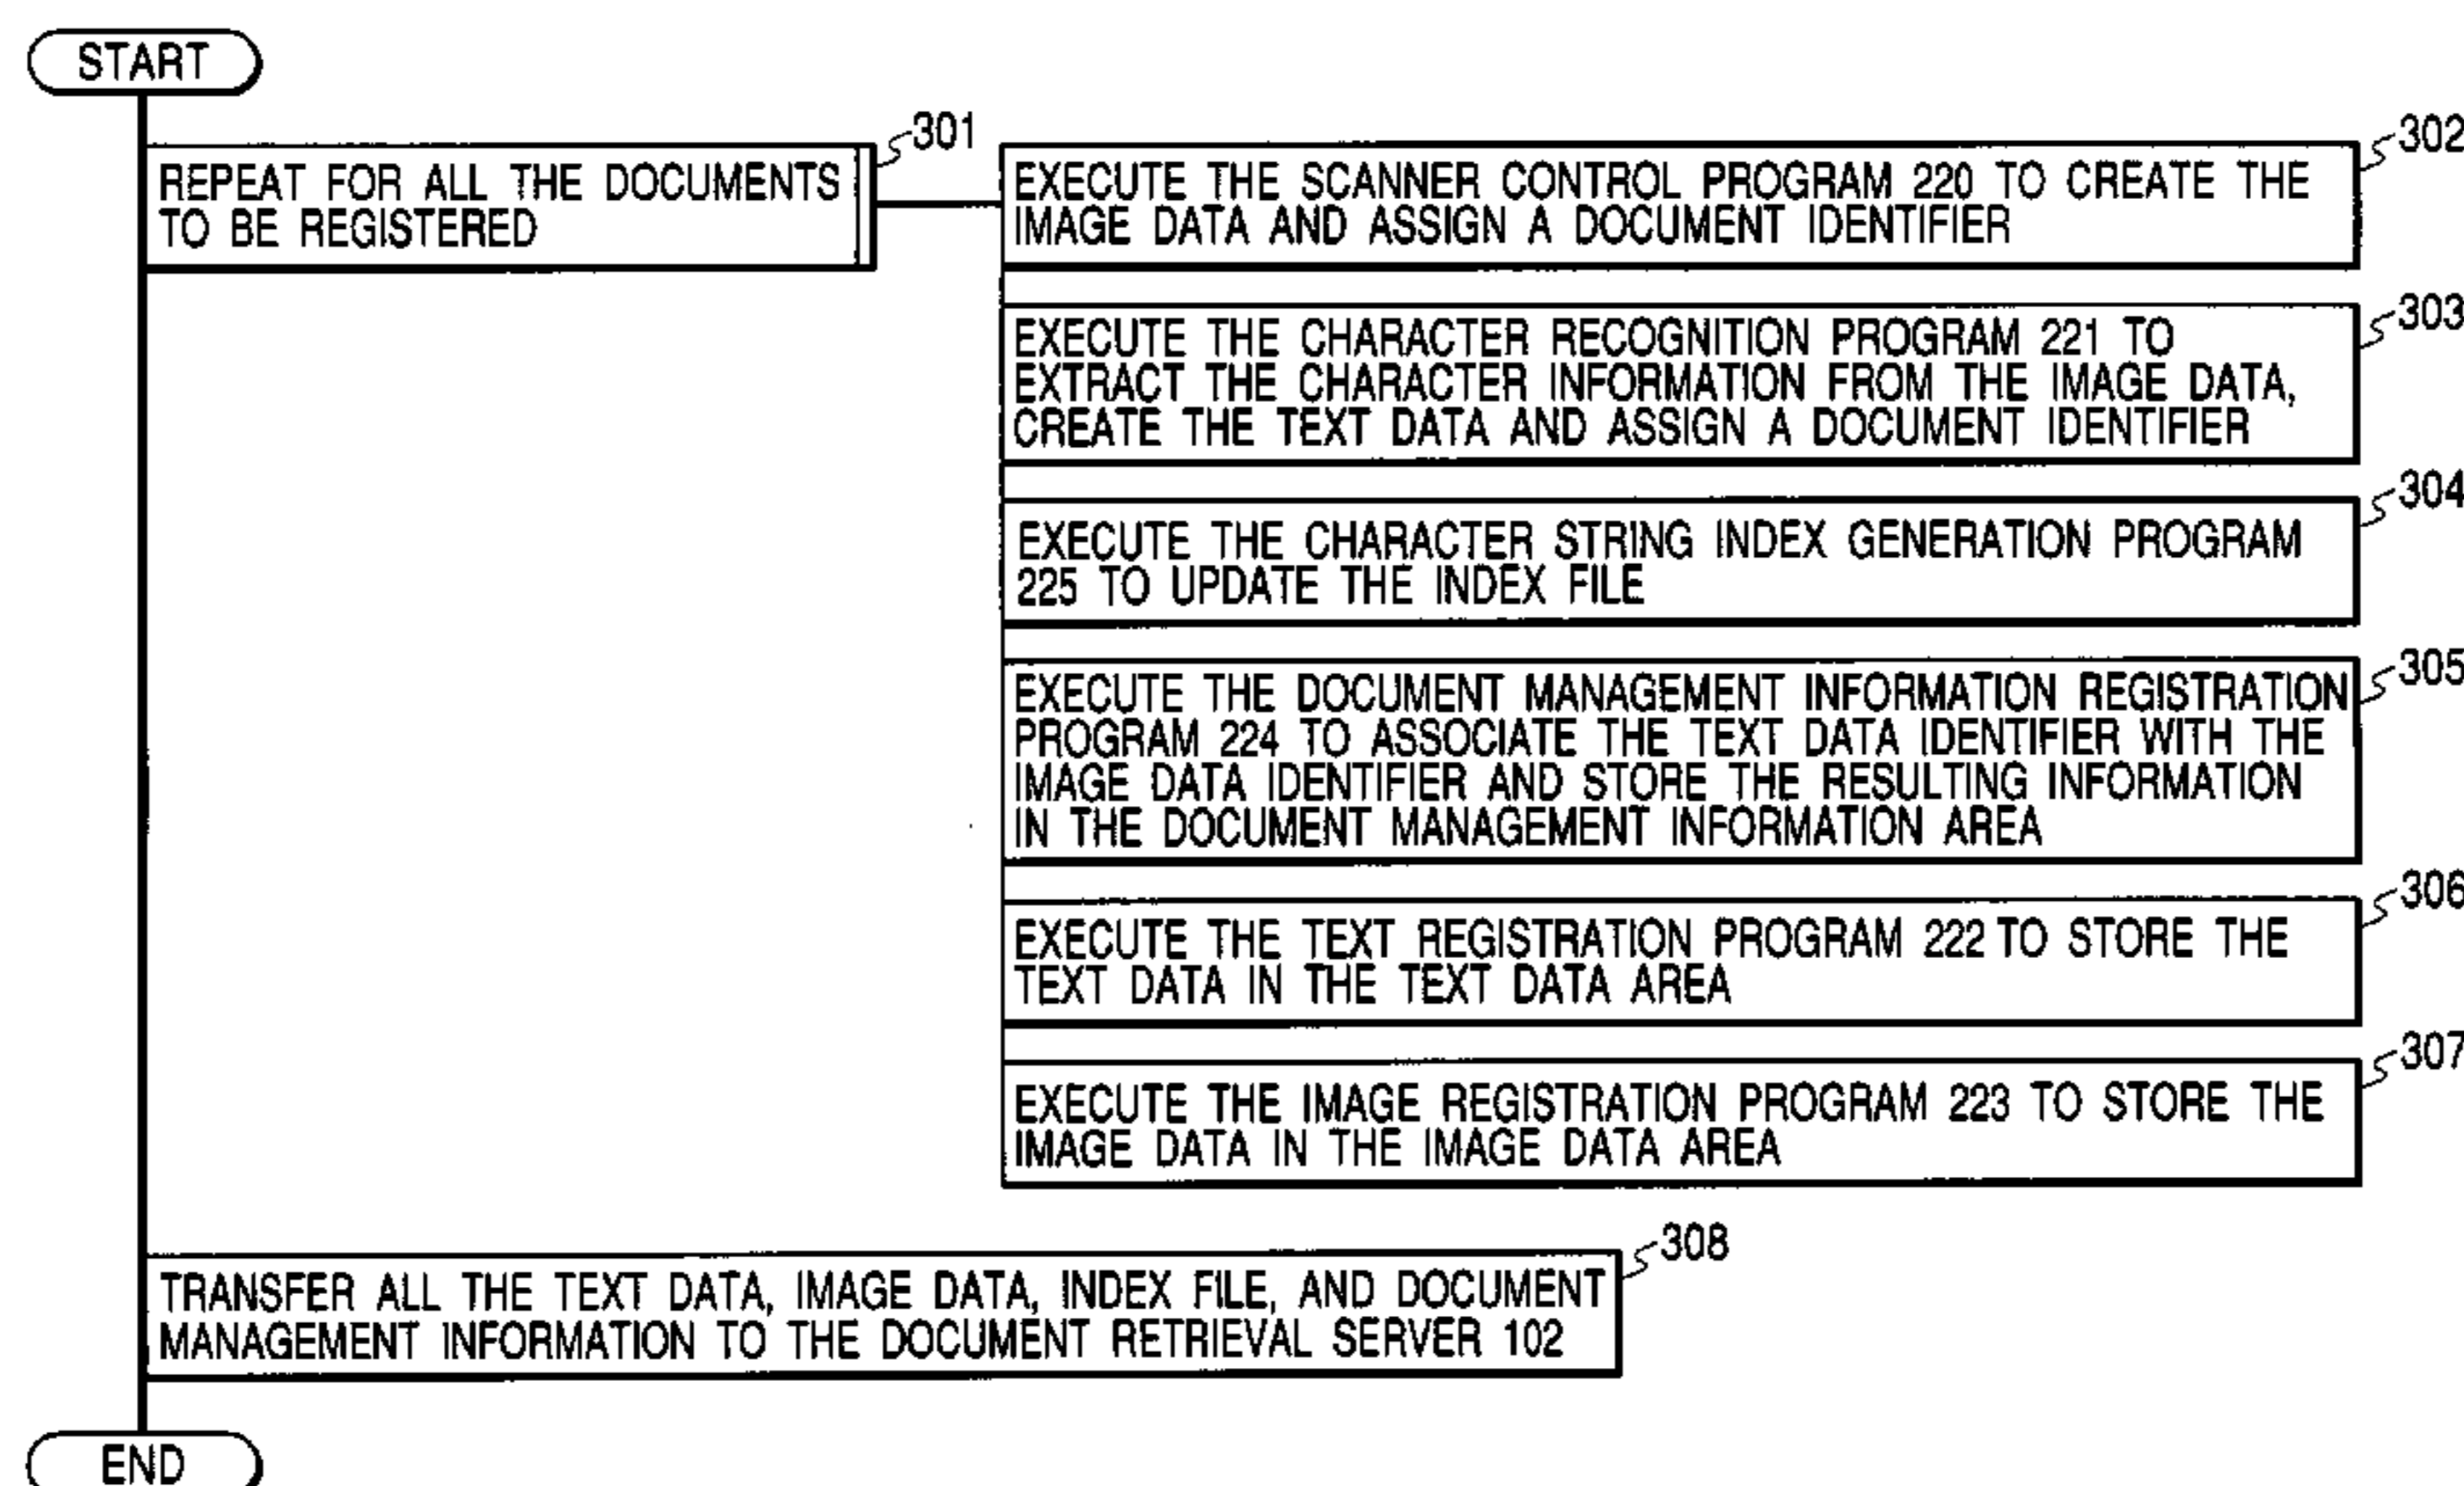 START
301
REPEAT FOR ALL THE DOCUMENTS
TO BE REGISTERED
302
EXECUTE THE SCANNER CONTROL PROGRAM 220 TO CREATE THE
IMAGE DATA AND ASSIGN A DOCUMENT IDENTIFIER
303
EXECUTE THE CHARACTER RECOGNITION PROGRAM 221 TO
EXTRACT THE CHARACTER INFORMATION FROM THE IMAGE DATA,
CREATE THE TEXT DATA AND ASSIGN A DOCUMENT IDENTIFIER
304
EXECUTE THE CHARACTER STRING INDEX GENERATION PROGRAM
225 TO UPDATE THE INDEX FILE
305
EXECUTE THE DOCUMENT MANAGEMENT INFORMATION REGISTRATION
PROGRAM 224 TO ASSOCIATE THE TEXT DATA IDENTIFIER WITH THE
IMAGE DATA IDENTIFIER AND STORE THE RESULTING INFORMATION
IN THE DOCUMENT MANAGEMENT INFORMATION AREA
306
EXECUTE THE TEXT REGISTRATION PROGRAM 222 TO STORE THE
TEXT DATA IN THE TEXT DATA AREA
307
EXECUTE THE IMAGE REGISTRATION PROGRAM 223 TO STORE THE
IMAGE DATA IN THE IMAGE DATA AREA
308
TRANSFER ALL THE TEXT DATA, IMAGE DATA, INDEX FILE, AND DOCUMENT
MANAGEMENT INFORMATION TO THE DOCUMENT RETRIEVAL SERVER 102
END